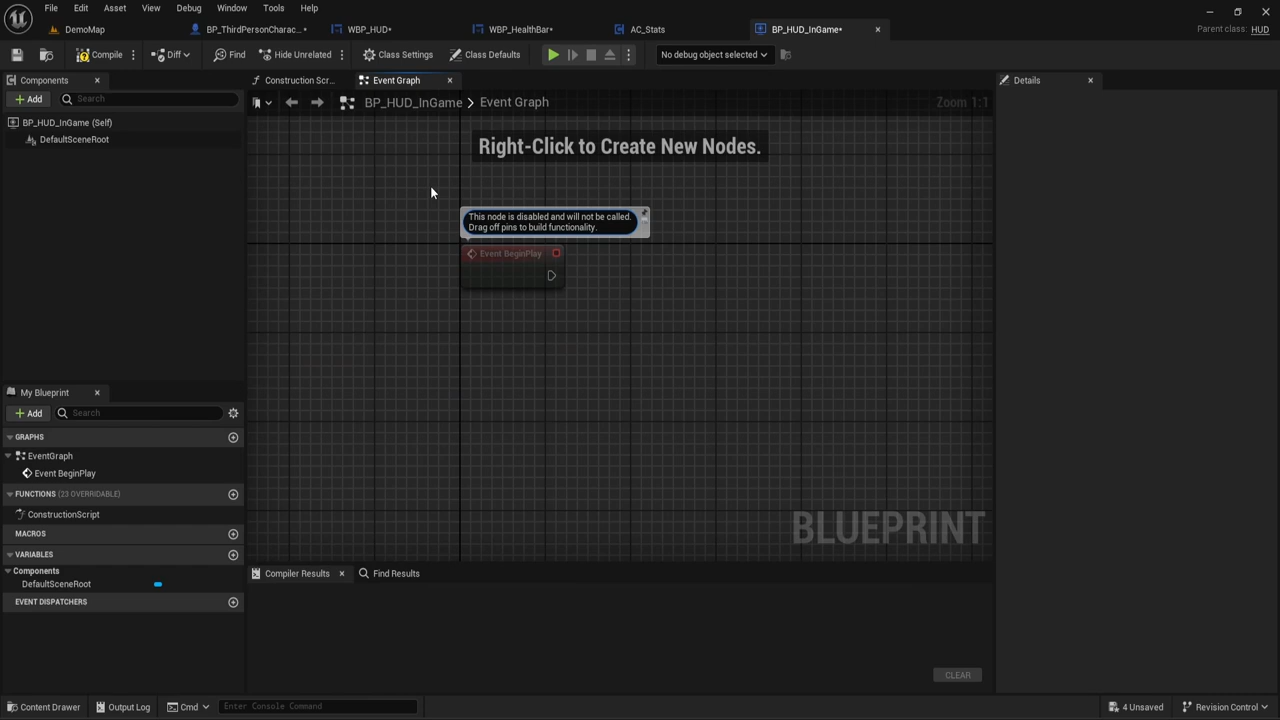 File Edit Asset View Debug Window Tools Help
DemoMap
BP_ThirdPersonCharac...•
WBP_HUD•
WBP_HealthBar•
AC_Stats
BP_HUD_InGame•
Parent class: HUD
Compile
Diff
Find
Hide Unrelated
Class Settings
Class Defaults
No debug object selected
Components
Construction Scr...
Event Graph
Details
Add
Search
BP_HUD_InGame > Event Graph
Zoom 1:1
BP_HUD_InGame (Self)
DefaultSceneRoot
Right-Click to Create New Nodes.
This node is disabled and will not be called.
Drag off pins to build functionality.
Event BeginPlay
My Blueprint
Add
Search
GRAPHS
EventGraph
Event BeginPlay
FUNCTIONS (23 OVERRIDABLE)
ConstructionScript
MACROS
VARIABLES
Components
DefaultSceneRoot
EVENT DISPATCHERS
BLUEPRINT
Compiler Results
Find Results
CLEAR
Content Drawer
Output Log
Cmd
Enter Console Command
4 Unsaved
Revision Control